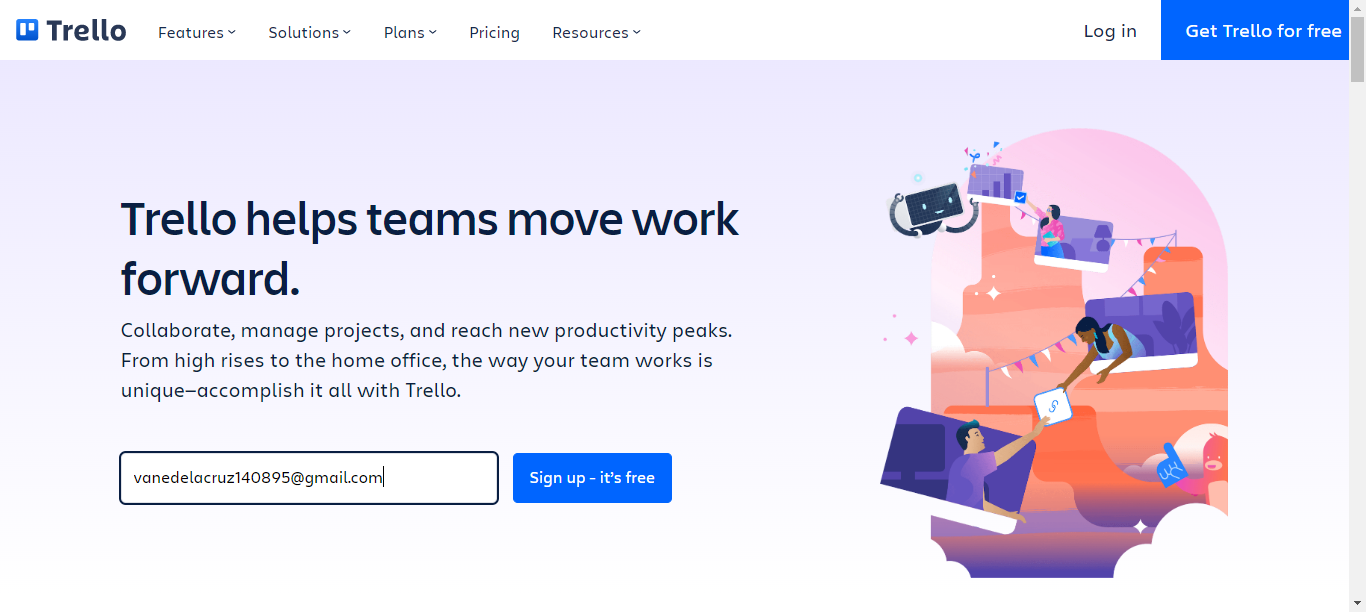 Trello
Features
Solutions
Plans
Pricing
Resources
Log in
Get Trello for free
Trello helps teams move work
forward.
Collaborate, manage projects, and reach new productivity peaks.
From high rises to the home office, the way your team works is
unique—accomplish it all with Trello.
vanedelacruz140895@gmail.com
Sign up - it’s free